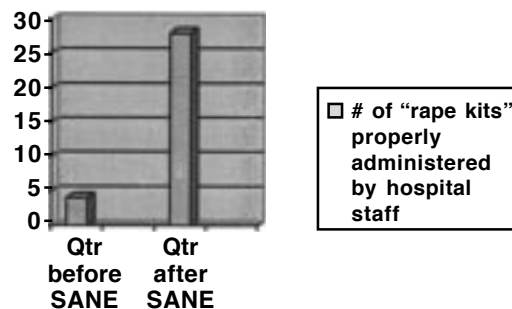 30
25
20
15
10
5
0
Qtr
before
SANE
Qtr
after
SANE
# of “rape kits”
properly
administered
by hospital
staff